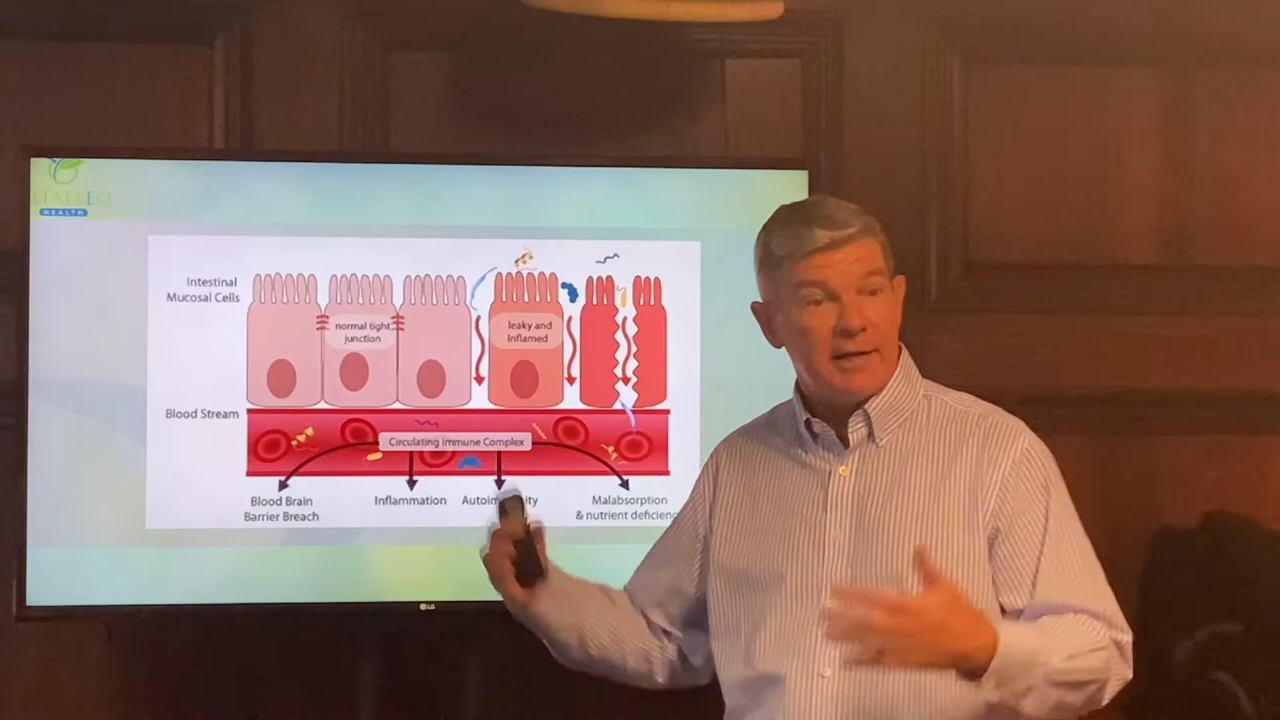 HEALTH
Intestinal
Mucosal Cells
normal tight
junction
leaky and
Inflamed
Blood Stream
Circulating immune Complex
Blood Brain
Barrier Breach
Inflammation
Malabsorption
& nutrient
LG